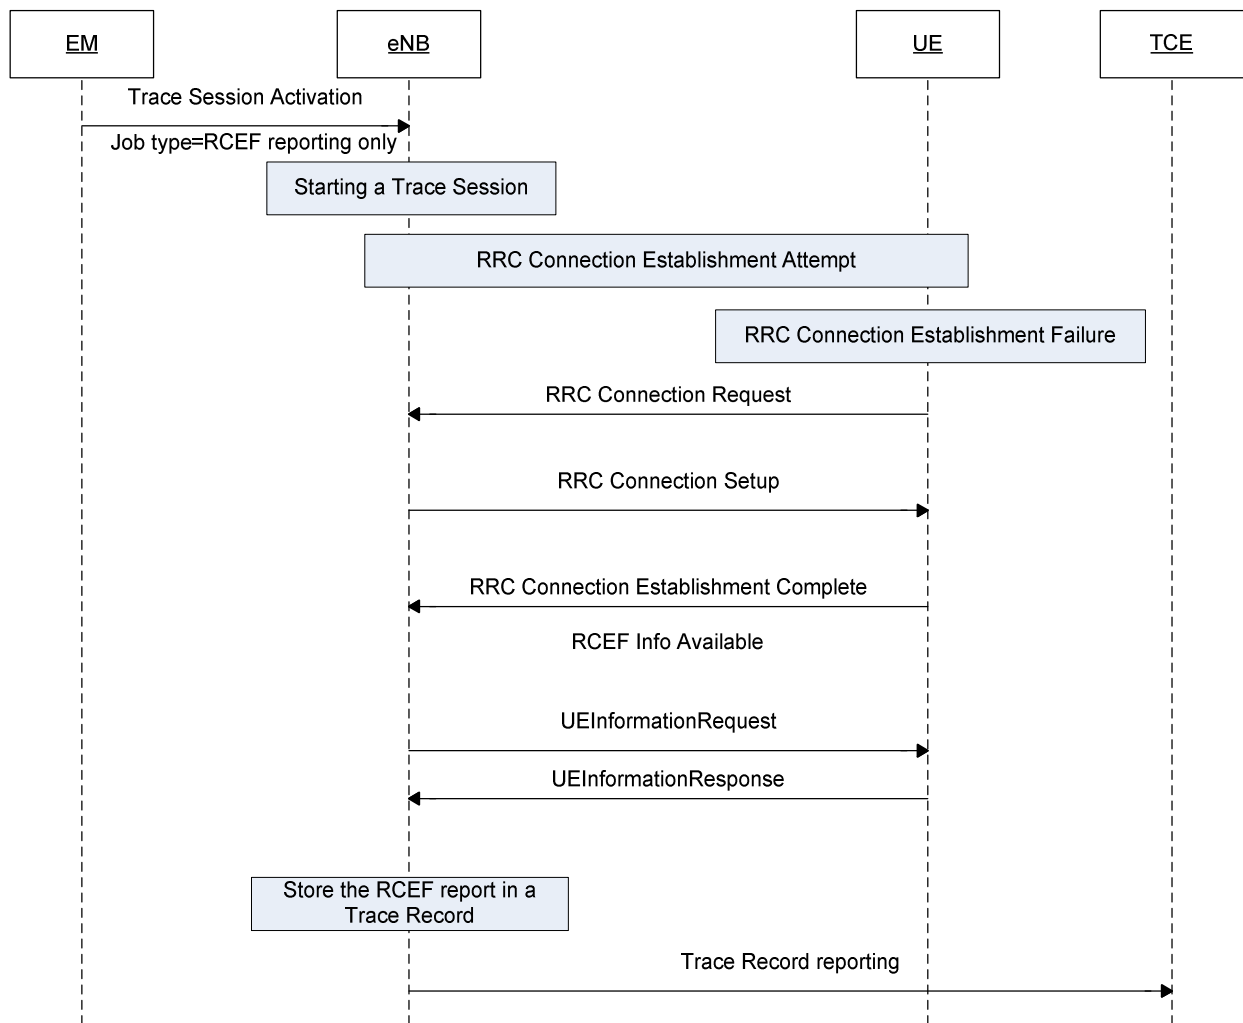 EM
eNB
UE
TCE
Trace Session Activation
Job type=RCEF reporting only
Starting a Trace Session
RRC Connection Establishment Attempt
RRC Connection Establishment Failure
RRC Connection Request
RRC Connection Setup
RRC Connection Establishment Complete
RCEF Info Available
UEInformationRequest
UEInformationResponse
Store the RCEF report in a
Trace Record
Trace Record reporting